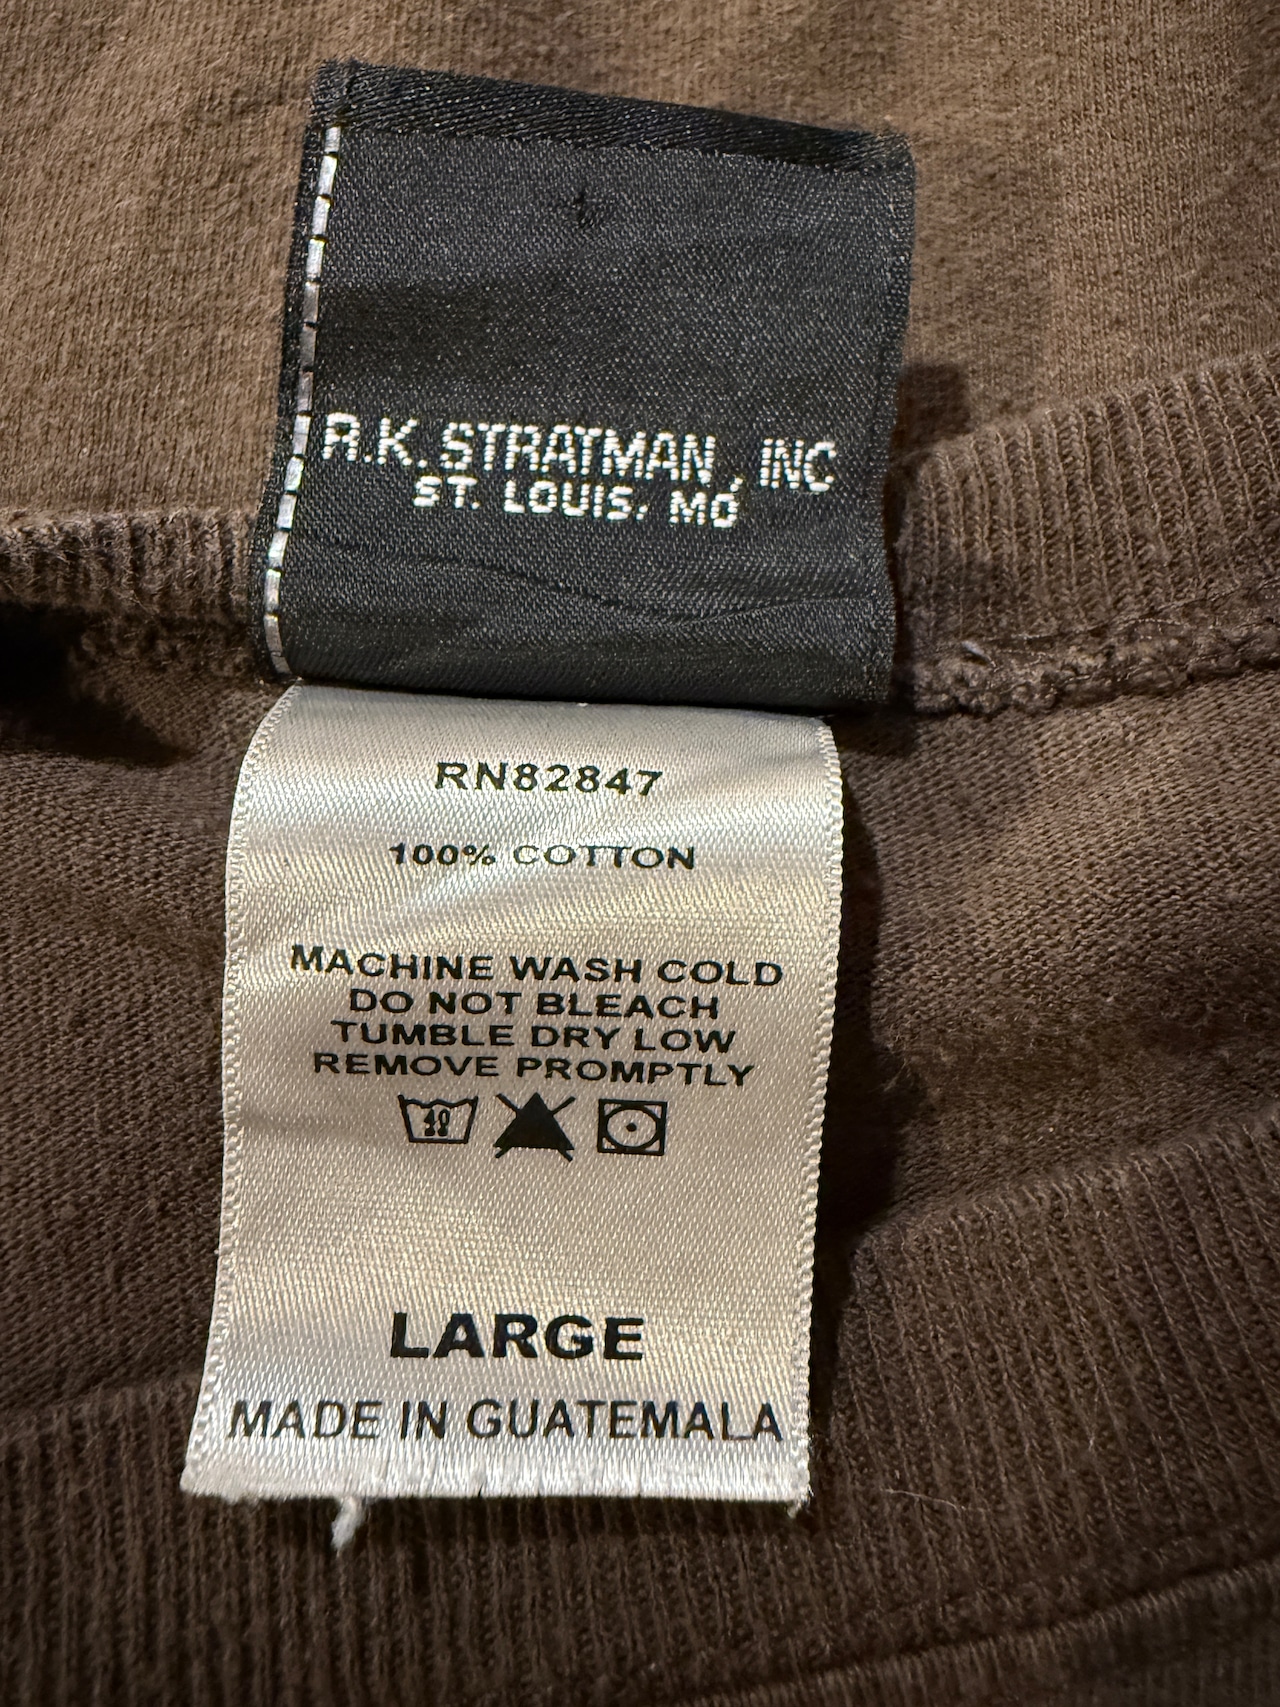 R.K. STRATMAN, INC
ST. LOUIS, MO
RN82847
100% COTTON
MACHINE WASH COLD
DO NOT BLEACH
TUMBLE DRY LOW
REMOVE PROMPTLY
40
LARGE
MADE IN GUATEMALA